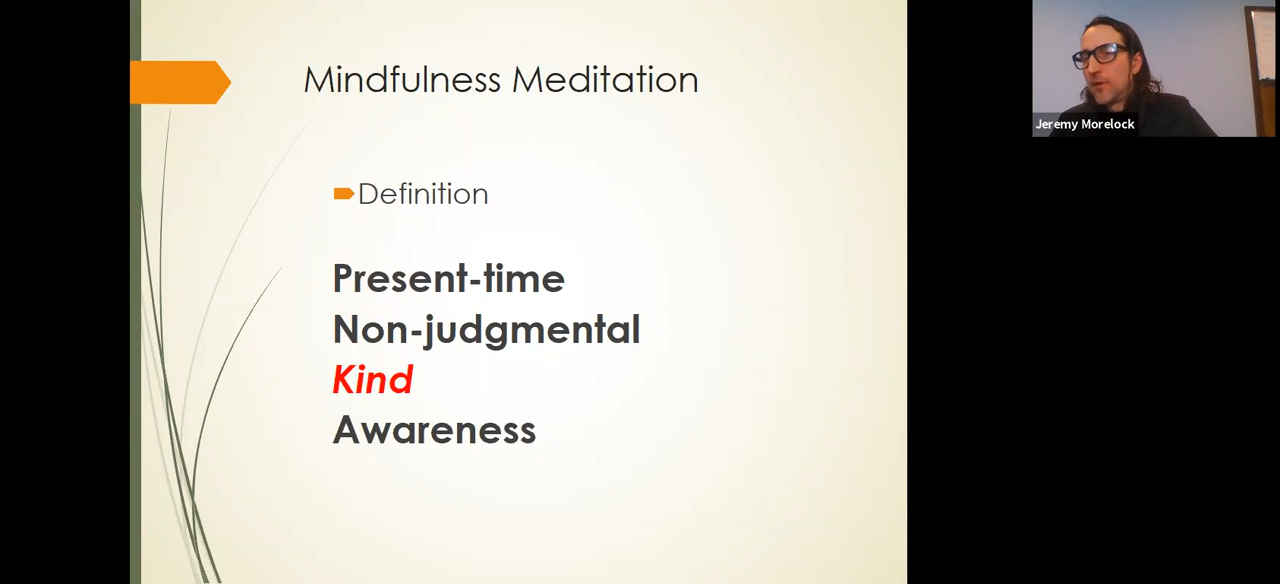 Mindfulness Meditation
Definition
Present-time
Non-judgmental
Kind
Awareness
Jeremy Morelock